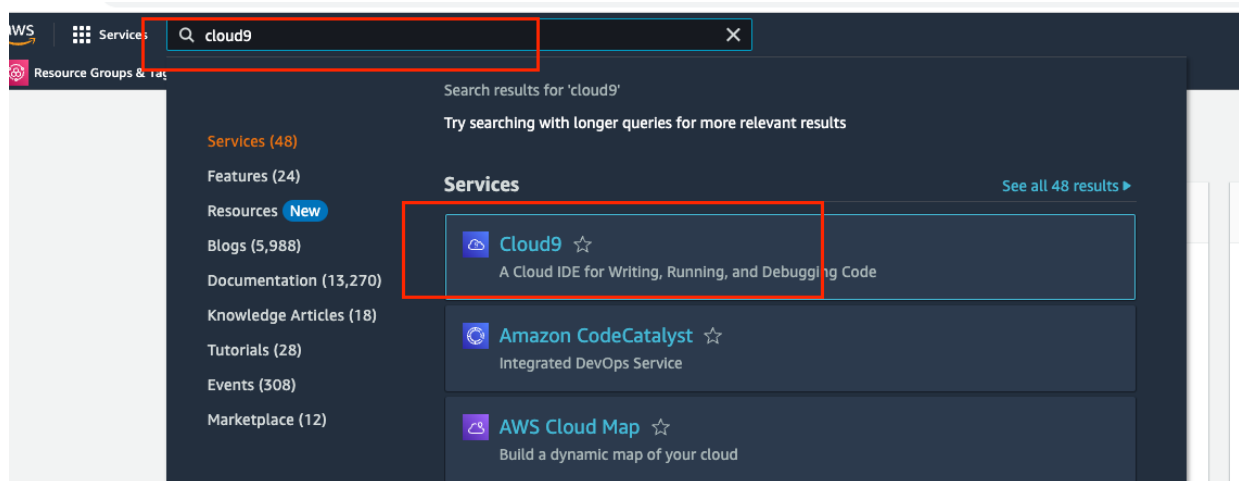 aws
Services
cloud9
Resource Groups & Tag
Search results for 'cloud9'
Try searching with longer queries for more relevant results
Services (48)
Features (24)
Resources New
Blogs (5,988)
Documentation (13,270)
Knowledge Articles (18)
Tutorials (28)
Events (308)
Marketplace (12)
Services
See all 48 results
Cloud9
A Cloud IDE for Writing, Running, and Debugging Code
Amazon CodeCatalyst
Integrated DevOps Service
AWS Cloud Map
Build a dynamic map of your cloud